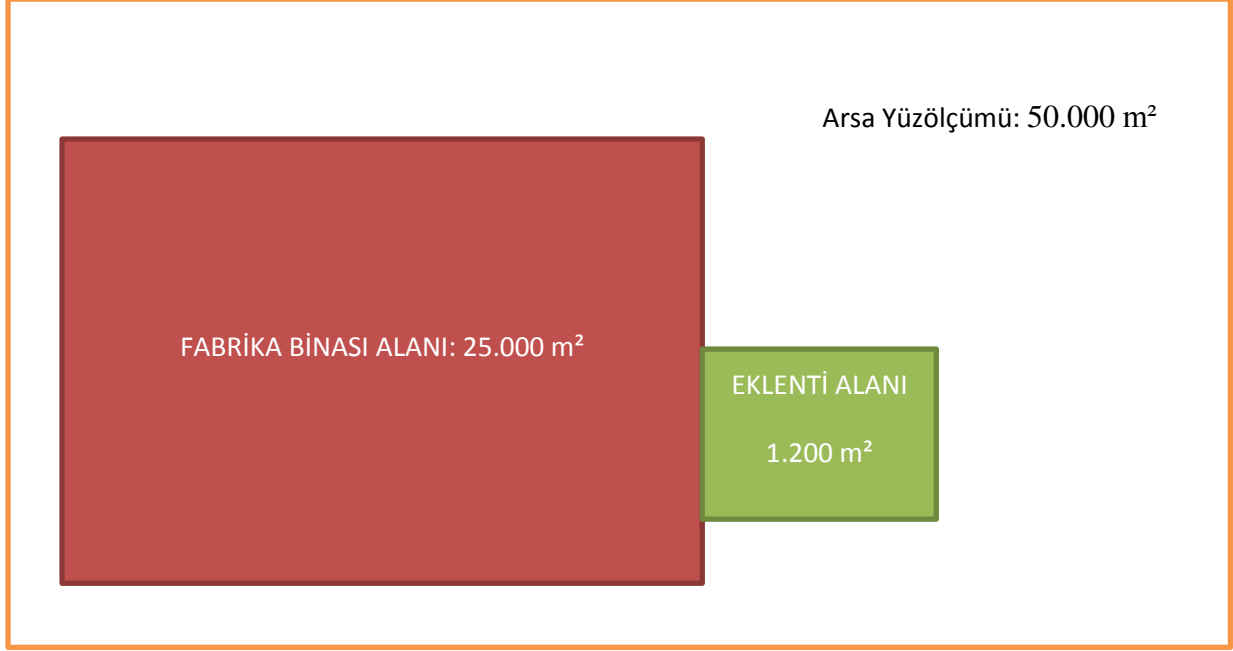 Arsa Yüzölçümü: 50.000 m²
FABRİKA BİNASI ALANI: 25.000 m²
EKLENTİ ALANI
1.200 m²